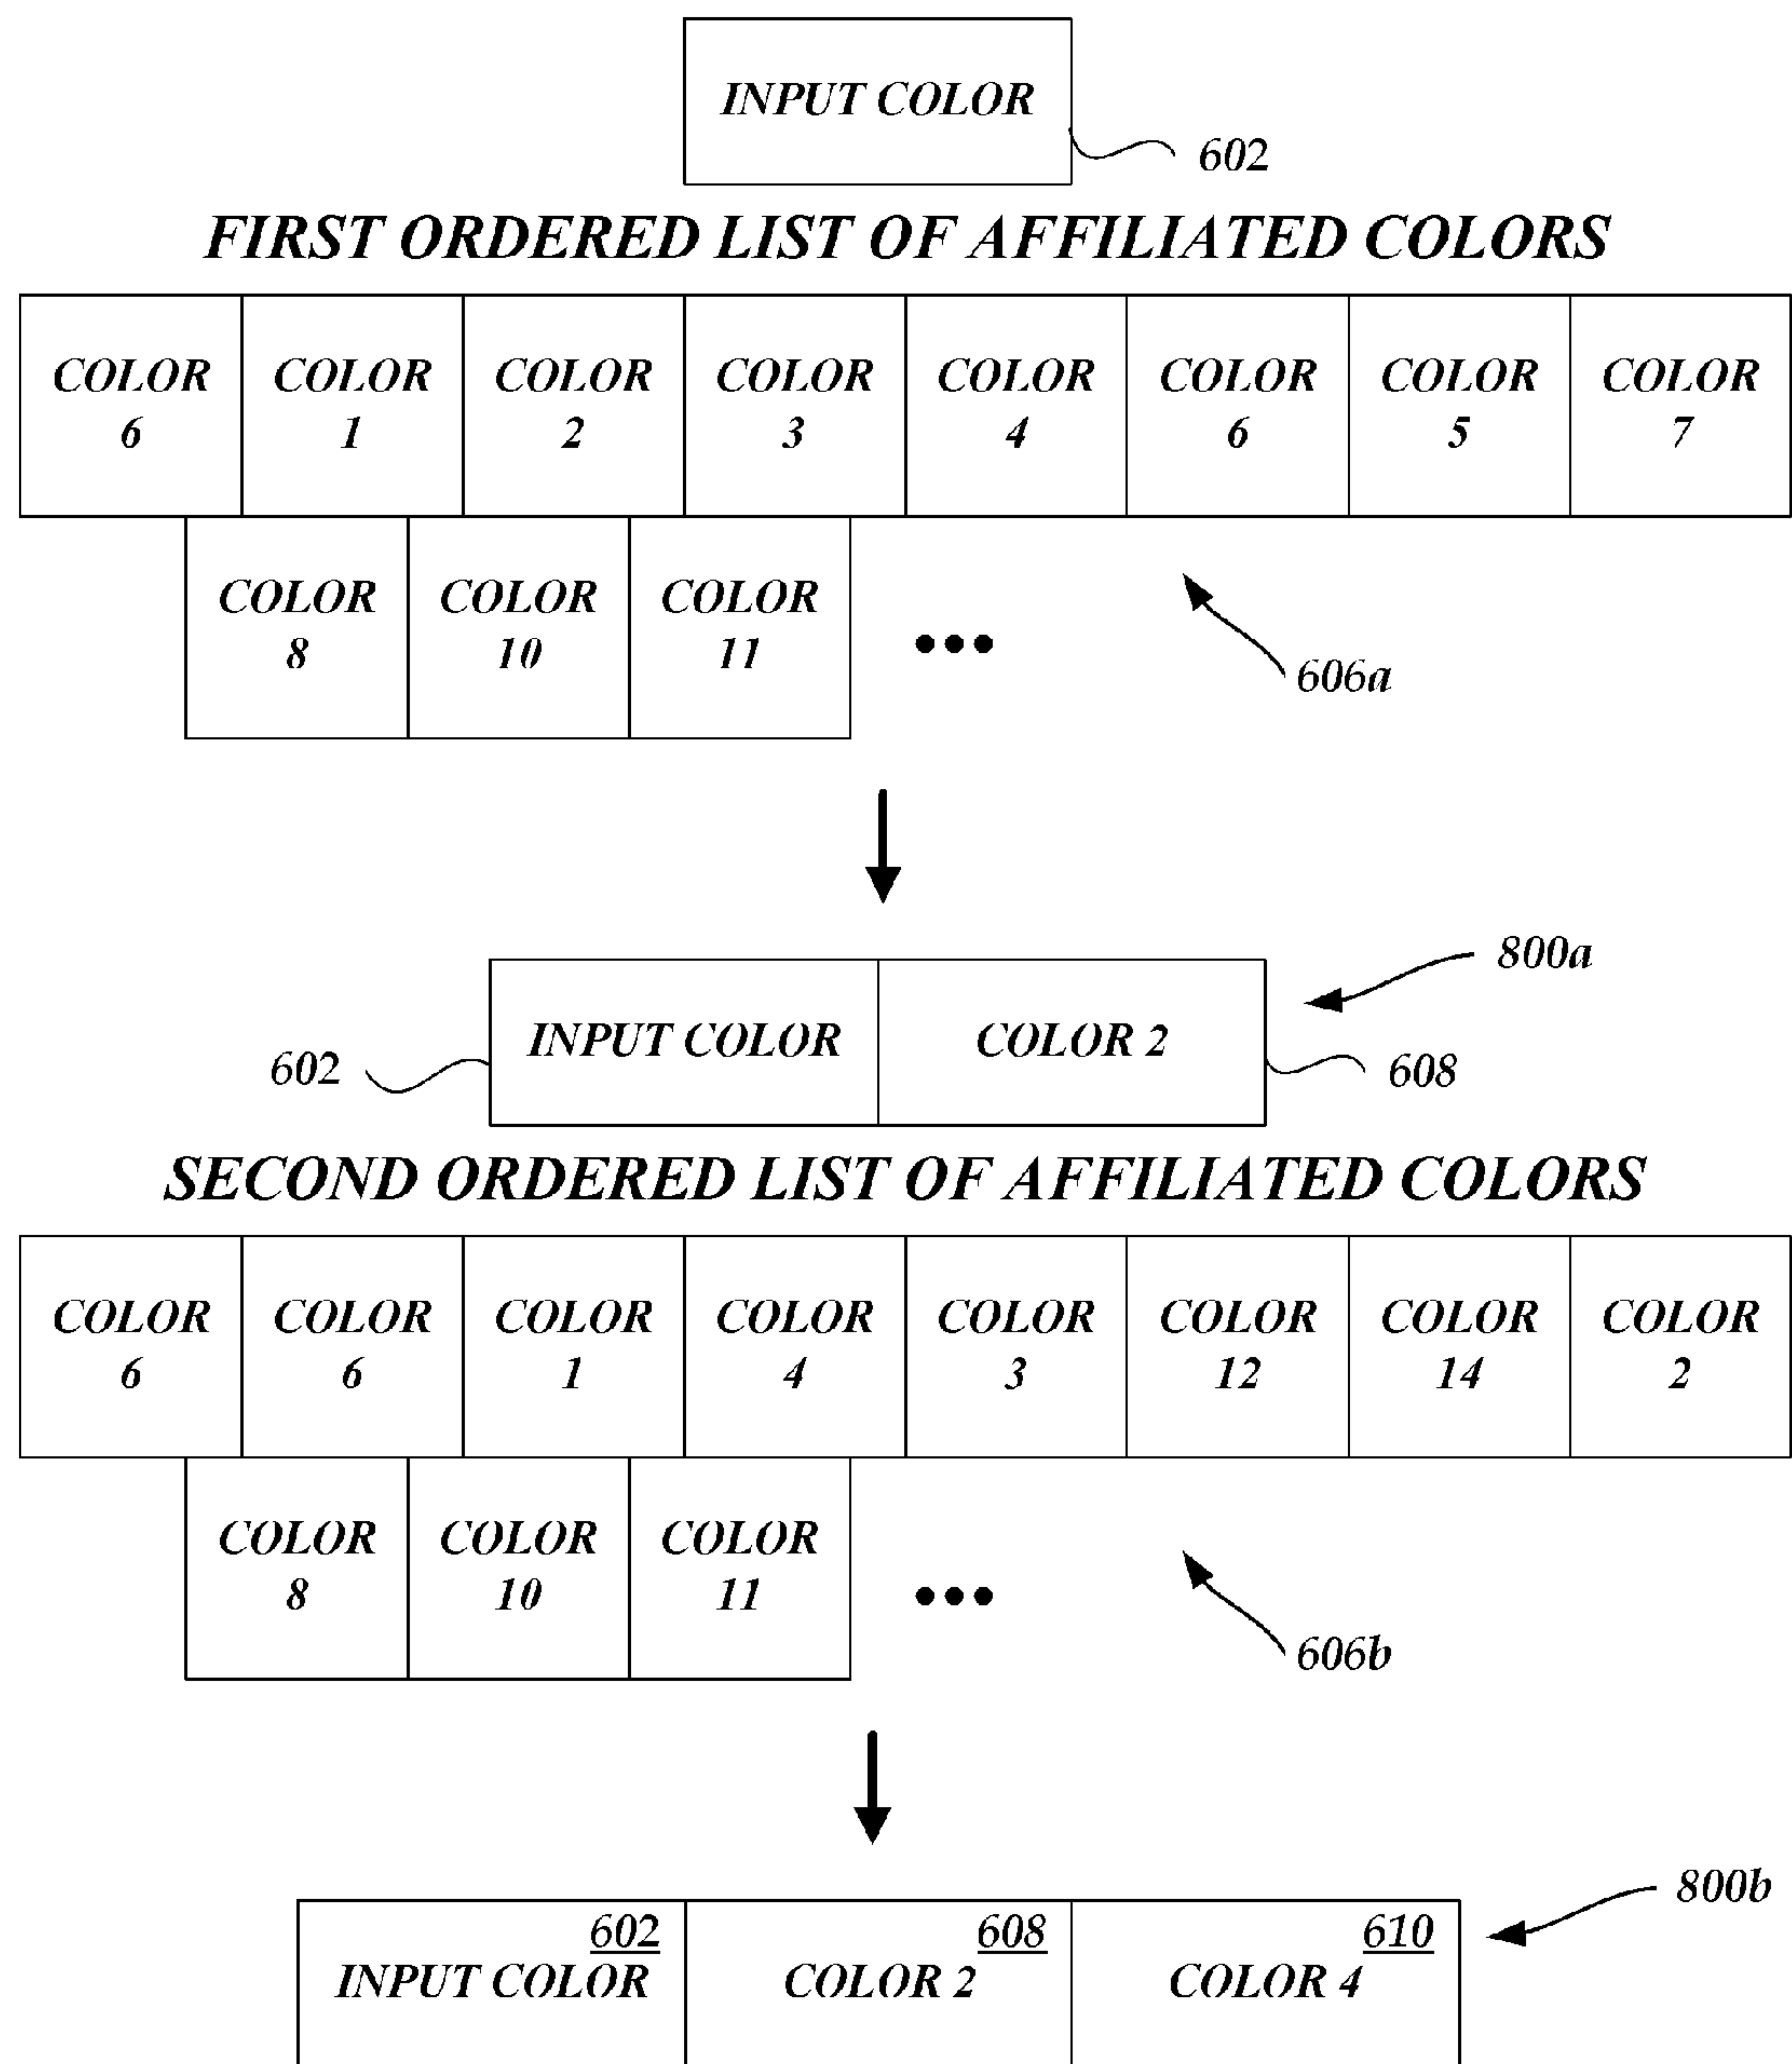 INPUT COLOR
602
FIRST ORDERED LIST OF AFFILIATED COLORS
COLOR 6
COLOR 1
COLOR 2
COLOR 3
COLOR 4
COLOR 6
COLOR 5
COLOR 7
COLOR 8
COLOR 10
COLOR 11
•••
606a
800a
602
INPUT COLOR
COLOR 2
608
SECOND ORDERED LIST OF AFFILIATED COLORS
COLOR 6
COLOR 6
COLOR 1
COLOR 4
COLOR 3
COLOR 12
COLOR 14
COLOR 2
COLOR 8
COLOR 10
COLOR 11
•••
606b
800b
602
INPUT COLOR
608
COLOR 2
610
COLOR 4